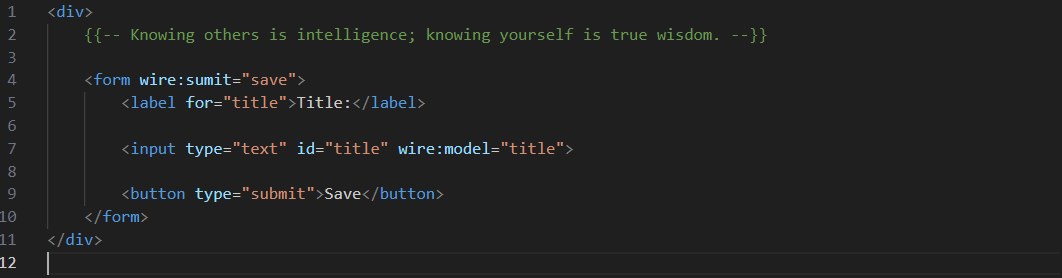 1 <div>
2 {{-- Knowing others is intelligence; knowing yourself is true wisdom. --}}
3
4 <form wire:sumit="save">
5 <label for="title">Title:</label>
6
7 <input type="text" id="title" wire:model="title">
8
9 <button type="submit">Save</button>
10 </form>
11 </div>
12